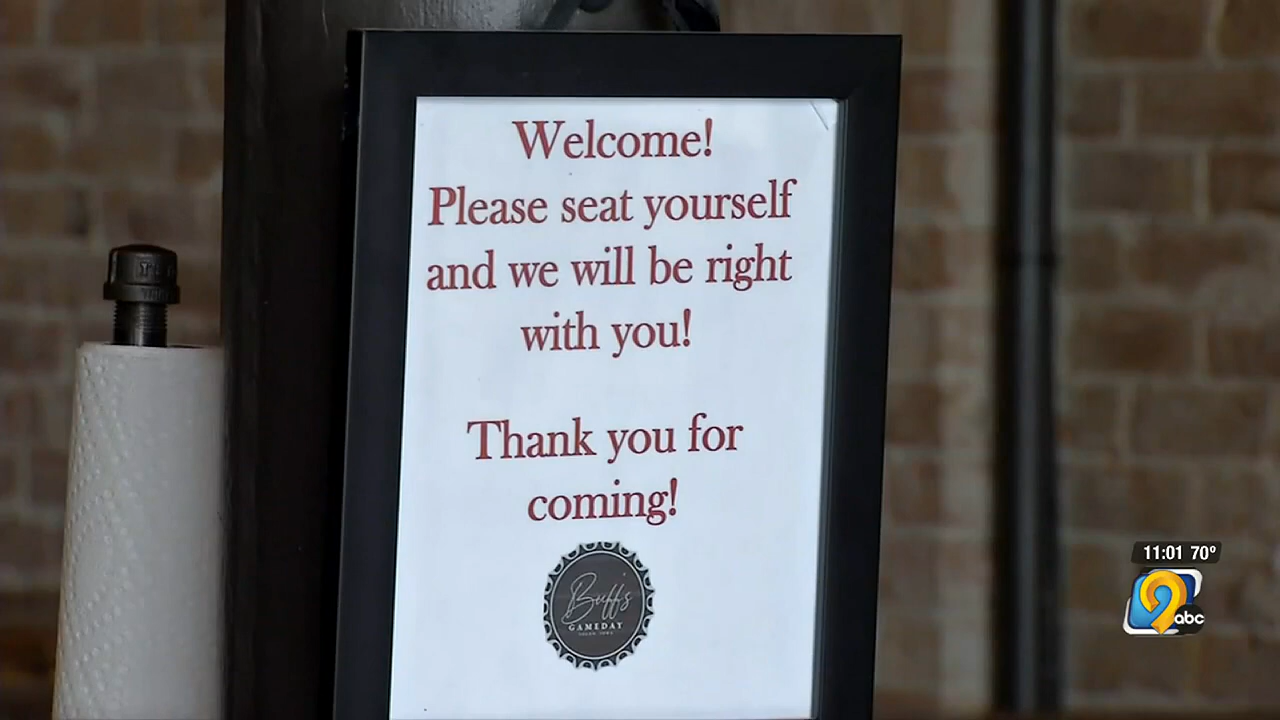 Welcome!
Please seat yourself
and we will be right
with you!
Thank you for
coming!
Buff's
GAMEDAY
11:01 70°
9
abc